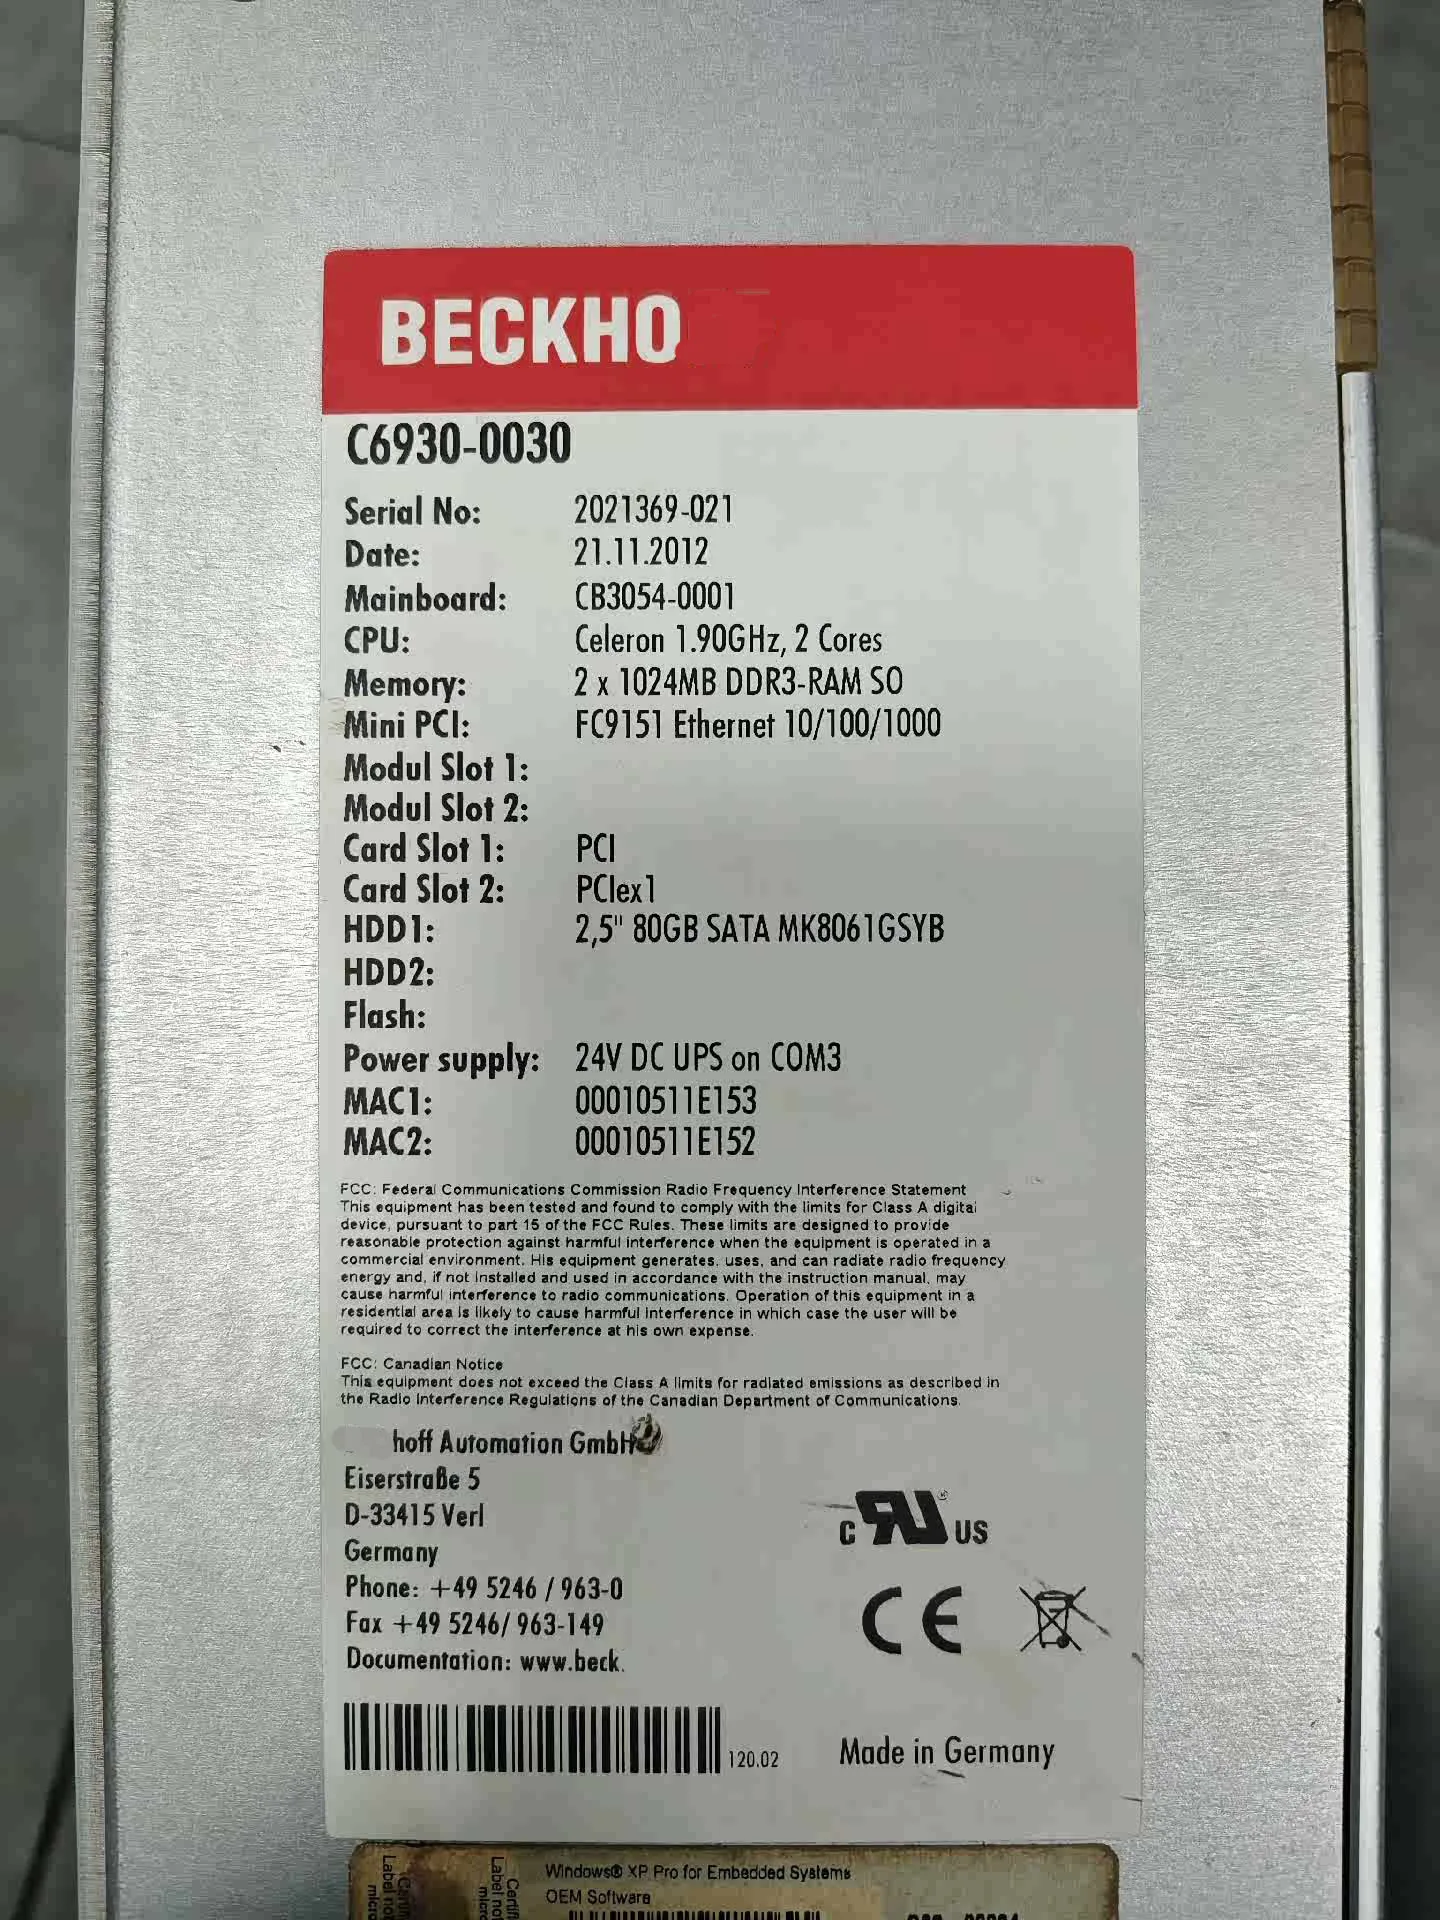 BECKHO
C6930-0030
Serial No: 2021369-021
Date: 21.11.2012
Mainboard: CB3054-0001
CPU: Celeron 1.90GHz, 2 Cores
Memory: 2 x 1024MB DDR3-RAM SO
Mini PCI: FC9151 Ethernet 10/100/1000
Modul Slot 1:
Modul Slot 2:
Card Slot 1: PCI
Card Slot 2: PCIex1
HDD1: 2,5" 80GB SATA MK8061GSYB
HDD2:
Flash:
Power supply: 24V DC UPS on COM3
MAC1: 00010511E153
MAC2: 00010511E152
FCC: Federal Communications Commission Radio Frequency Interference Statement
This equipment has been tested and found to comply with the limits for Class A digital
device, pursuant to part 15 of the FCC Rules. These limits are designed to provide
reasonable protection against harmful interference when the equipment is operated in a
commercial environment. His equipment generates, uses, and can radiate radio frequency
energy and, if not installed and used in accordance with the instruction manual, may
cause harmful interference to radio communications. Operation of this equipment in a
residential area is likely to cause harmful interference in which case the user will be
required to correct the interference at his own expense.
FCC: Canadian Notice
This equipment does not exceed the Class A limits for radiated emissions as described in
the Radio Interference Regulations of the Canadian Department of Communications.
hoff Automation GmbH
Eiserstraße 5
D-33415 Verl
Germany
Phone: +49 5246 / 963-0
Fax +49 5246/ 963-149
Documentation: www.beck.
c RU ® US
CE
120.02
Made in Germany
Windows® XP Pro for Embedded Systems
OEM Software